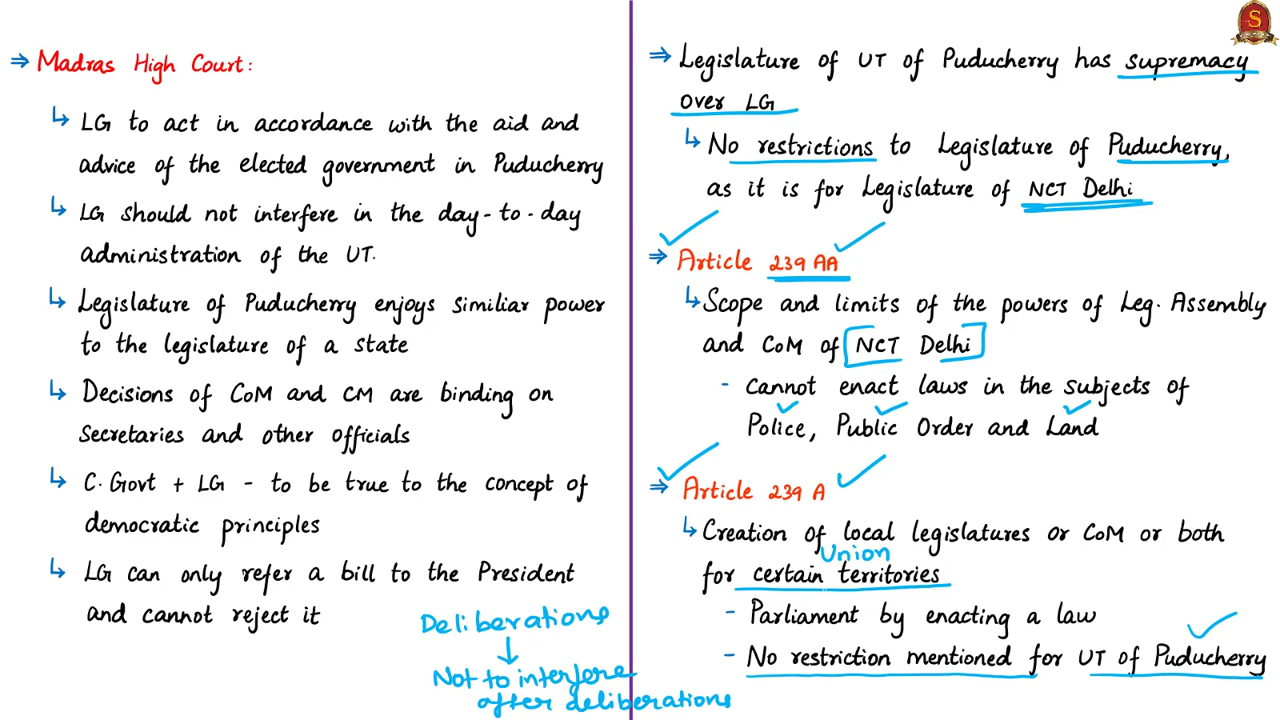 ⇒ Madras High Court:
↳ LG to act in accordance with the aid and
advice of the elected government in Puducherry
↳ LG should not interfere in the day-to-day
administration of the UT.
↳ Legislature of Puducherry enjoys similiar power
to the legislature of a state
↳ Decisions of CoM and CM are binding on
Secretaries and other officials
↳ C. Govt + LG - to be true to the concept of
democratic principles
↳ LG can only refer a bill to the President
and cannot reject it
Deliberations
↓
Not to interfere
after deliberations
⇒ Legislature of UT of Puducherry has supremacy
over LG
↳ No restrictions to Legislature of Puducherry,
as it is for Legislature of NCT Delhi
⇒ Article 239 AA
↳ Scope and limits of the powers of Leg. Assembly
and CoM of NCT Delhi
- cannot enact laws in the subjects of
Police, Public Order and Land
⇒ Article 239 A
↳ Creation of local legislatures or CoM or both
Union
for certain territories
- Parliament by enacting a law
- No restriction mentioned for UT of Puducherry
S